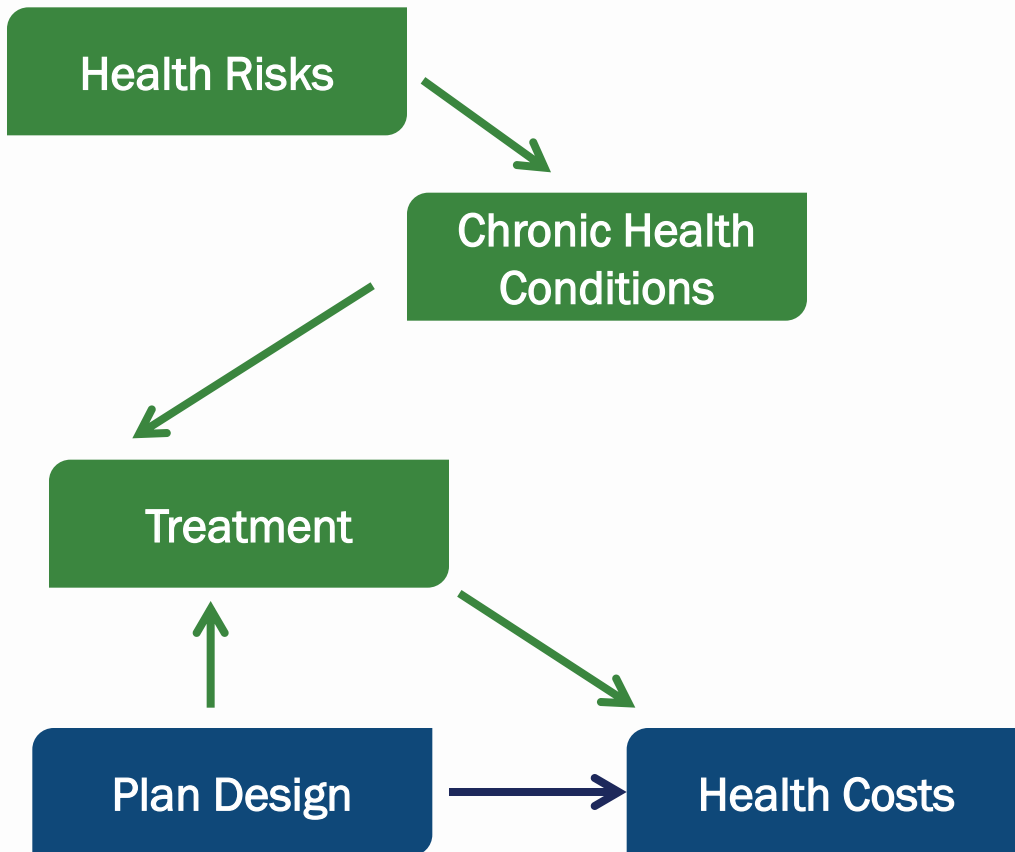 Health Risks
Chronic Health
Conditions
Treatment
Plan Design
Health Costs